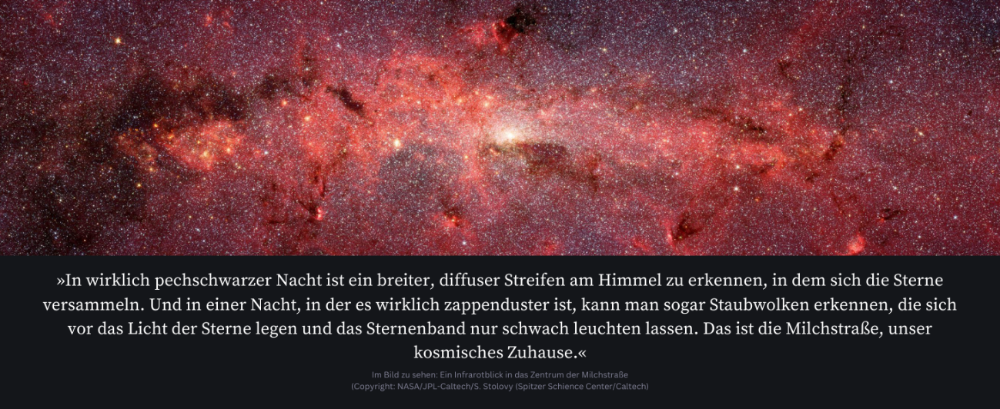 »In wirklich pechschwarzer Nacht ist ein breiter, diffuser Streifen am Himmel zu erkennen, in dem sich die Sterne
versammeln. Und in einer Nacht, in der es wirklich zappenduster ist, kann man sogar Staubwolken erkennen, die sich
vor das Licht der Sterne legen und das Sternenband nur schwach leuchten lassen. Das ist die Milchstraße, unser
kosmisches Zuhause.«
Im Bild zu sehen: Ein Infrarotblick in das Zentrum der Milchstraße
(Copyright: NASA/JPL-Caltech/S. Stolovy (Spitzer Schience Center/Caltech)